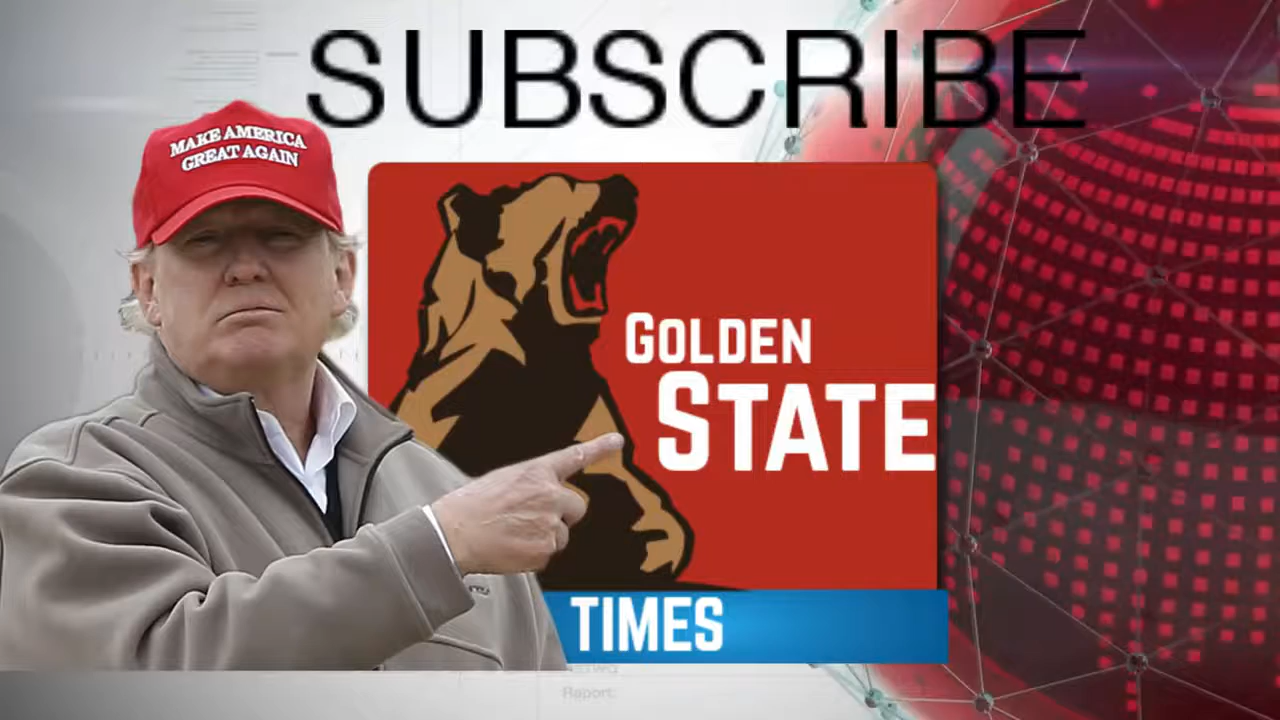 SUBSCRIBE
MAKE AMERICA
GREAT AGAIN
GOLDEN
STATE
TIMES
Report: